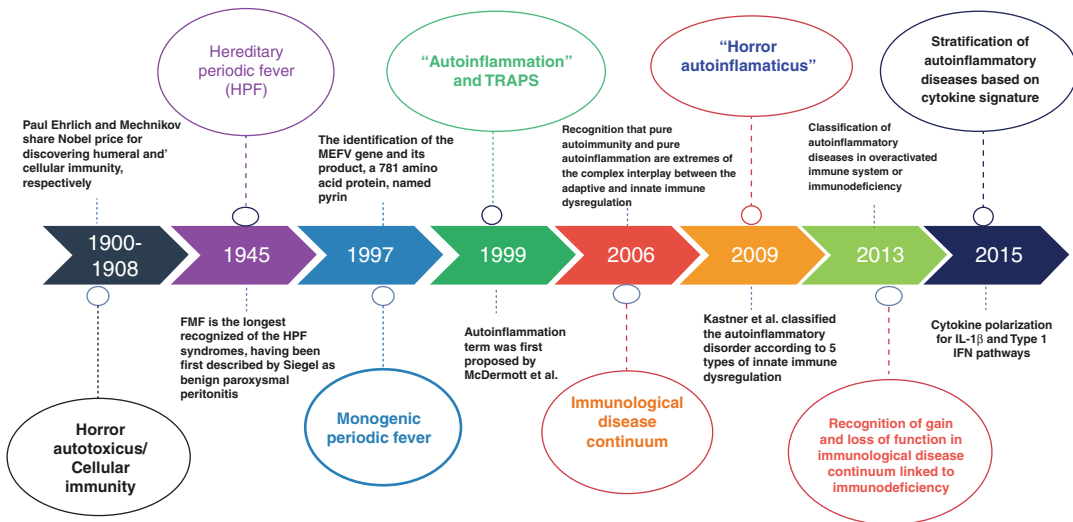 Hereditary
periodic fever
(HPF)
“Autoinflammation”
and TRAPS
“Horror
autoinflamaticus”
Stratification of
autoinflammatory
diseases based on
cytokine signature
Paul Ehrlich and Mechnikov
share Nobel price for
discovering humeral and’
cellular immunity,
respectively
The identification of the
MEFV gene and its
product, a 781 amino
acid protein, named
pyrin
Recognition that pure
autoimmunity and pure
autoinflammation are extremes of
the complex interplay between the
adaptive and innate immune
dysregulation
Classification of
autoinflammatory
diseases in overactivated
immune system or
immunodeficiency
1900-
1908
1945
1997
1999
2006
2009
2013
2015
FMF is the longest
recognized of the HPF
syndromes, having been
first described by Siegel as
benign paroxysmal
peritonitis
Autoinflammation
term was first
proposed by
McDermott et al.
Kastner et al. classified
the autoinflammatory
disorder according to 5
types of innate immune
dysregulation
Cytokine polarization
for IL-1β and Type 1
IFN pathways
Horror
autotoxicus/
Cellular
immunity
Monogenic
periodic fever
Immunological
disease
continuum
Recognition of gain
and loss of function in
immunological disease
continuum linked to
immunodeficiency